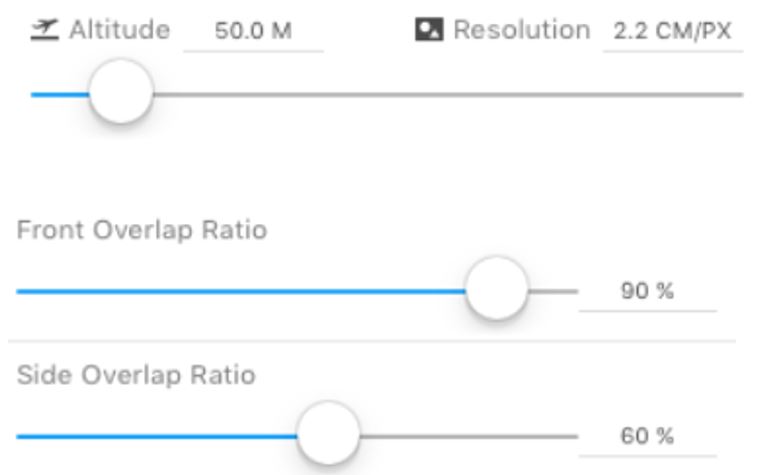 Altitude 50.0 M Resolution 2.2 CM/PX
Front Overlap Ratio
90 %
Side Overlap Ratio
60 %